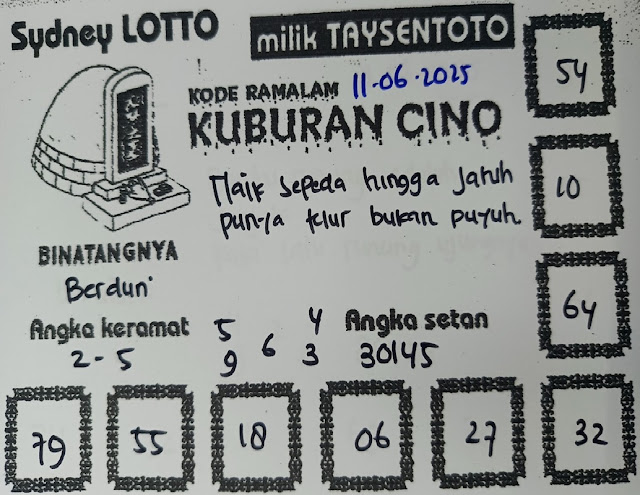 Sydney LOTTO
milik TAYSENTOTO
KODE RAMALAM 11-06-2025
KUBURAN CINO
Naik sepeda hingga Jatuh
punya telur bukan puyuh.
BINATANGNYA
Berduri
Angka keramat
2-5
5 4
9 6 3
Angka setan
30145
54
10
64
79 55 18 06 27 32